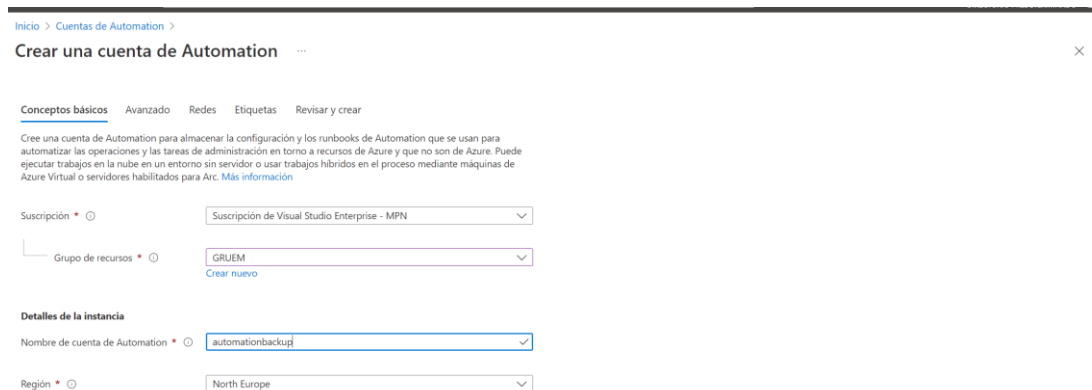 Inicio > Cuentas de Automation >
Crear una cuenta de Automation ...
Conceptos básicos Avanzado Redes Etiquetas Revisar y crear
Cree una cuenta de Automation para almacenar la configuración y los runbooks de Automation que se usan para
automatizar las operaciones y las tareas de administración en torno a recursos de Azure y que no son de Azure. Puede
ejecutar trabajos en la nube en un entorno sin servidor o usar trabajos híbridos en el proceso mediante máquinas de
Azure Virtual o servidores habilitados para Arc. Más información
Suscripción * Suscripción de Visual Studio Enterprise - MPN
Grupo de recursos * GRUEM
Crear nuevo
Detalles de la instancia
Nombre de cuenta de Automation * automationbackup
Región * North Europe